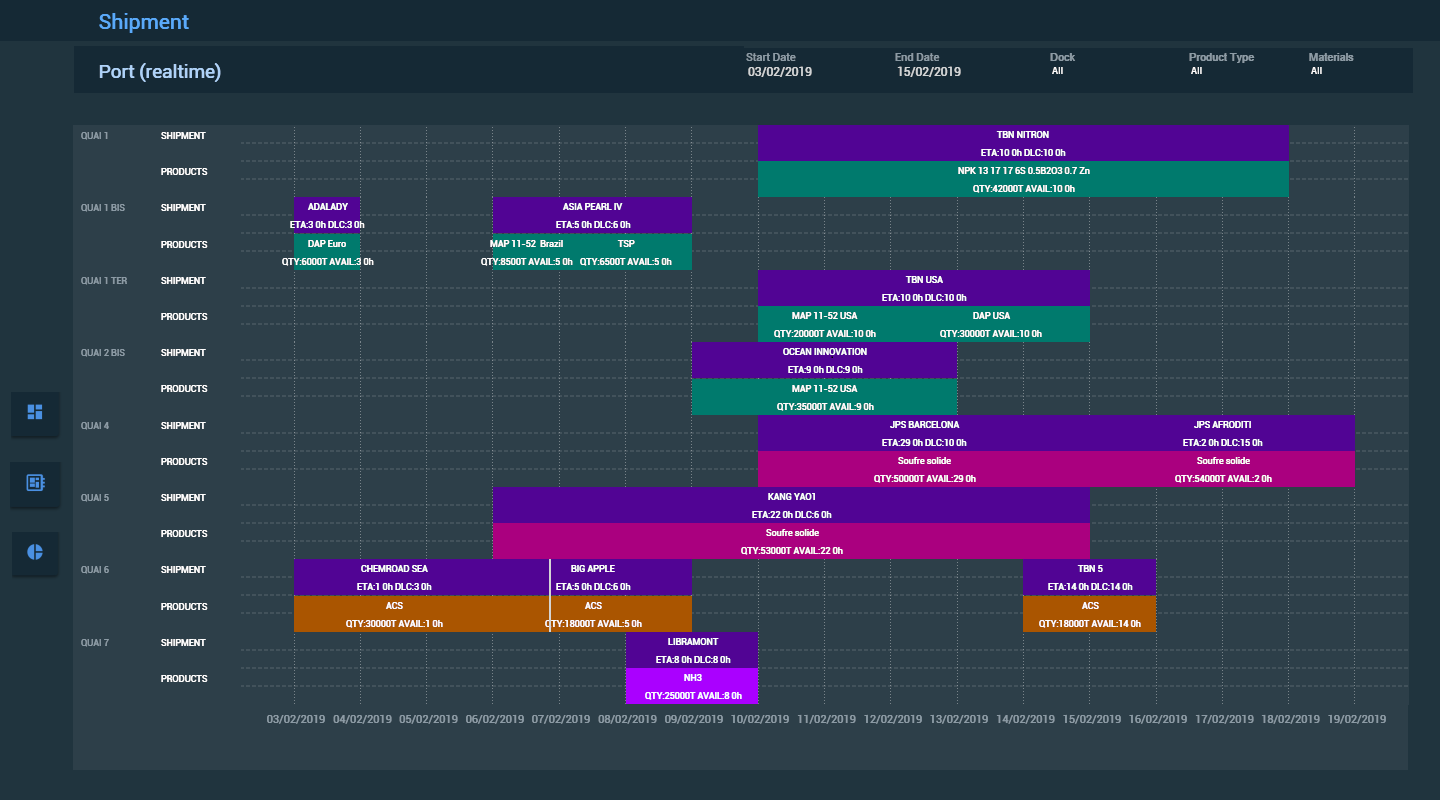 Shipment
Port (realtime)
Start Date
03/02/2019
End Date
15/02/2019
Dock
All
Product Type
All
Materials
All
QUAI 1
SHIPMENT
TBN NITRON
ETA:10 0h DLC:10 0h
PRODUCTS
NPK 13 17 17 6S 0.5B2O3 0.7 Zn
QTY:42000T AVAIL:10 0h
QUAI 1 BIS
SHIPMENT
ADALADY
ETA:3 0h DLC:3 0h
ASIA PEARL IV
ETA:5 0h DLC:6 0h
PRODUCTS
DAP Euro
QTY:6000T AVAIL:3 0h
MAP 11-52 Brazil
QTY:8500T AVAIL:5 0h
TSP
QTY:6500T AVAIL:5 0h
QUAI 1 TER
SHIPMENT
TBN USA
ETA:10 0h DLC:10 0h
PRODUCTS
MAP 11-52 USA
QTY:20000T AVAIL:10 0h
DAP USA
QTY:30000T AVAIL:10 0h
QUAI 2 BIS
SHIPMENT
OCEAN INNOVATION
ETA:9 0h DLC:9 0h
PRODUCTS
MAP 11-52 USA
QTY:35000T AVAIL:9 0h
QUAI 4
SHIPMENT
JPS BARCELONA
ETA:29 0h DLC:10 0h
JPS AFRODITI
ETA:2 0h DLC:15 0h
PRODUCTS
Soufre solide
QTY:50000T AVAIL:29 0h
Soufre solide
QTY:54000T AVAIL:2 0h
QUAI 5
SHIPMENT
KANG YAO1
ETA:22 0h DLC:6 0h
PRODUCTS
Soufre solide
QTY:53000T AVAIL:22 0h
QUAI 6
SHIPMENT
CHEMROAD SEA
ETA:1 0h DLC:3 0h
BIG APPLE
ETA:5 0h DLC:6 0h
TBN 5
ETA:14 0h DLC:14 0h
PRODUCTS
ACS
QTY:30000T AVAIL:1 0h
ACS
QTY:18000T AVAIL:5 0h
ACS
QTY:18000T AVAIL:14 0h
QUAI 7
SHIPMENT
LIBRAMONT
ETA:8 0h DLC:8 0h
PRODUCTS
NH3
QTY:25000T AVAIL:8 0h
03/02/2019 04/02/2019 05/02/2019 06/02/2019 07/02/2019 08/02/2019 09/02/2019 10/02/2019 11/02/2019 12/02/2019 13/02/2019 14/02/2019 15/02/2019 16/02/2019 17/02/2019 18/02/2019 19/02/2019